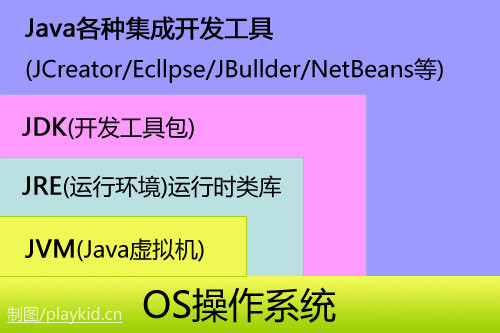 Java各种集成开发工具
(JCreator/Ecllpse/JBullder/NetBeans等)
JDK(开发工具包)
JRE(运行环境)运行时类库
JVM(Java虚拟机)
OS操作系统
制图/playkid.cn